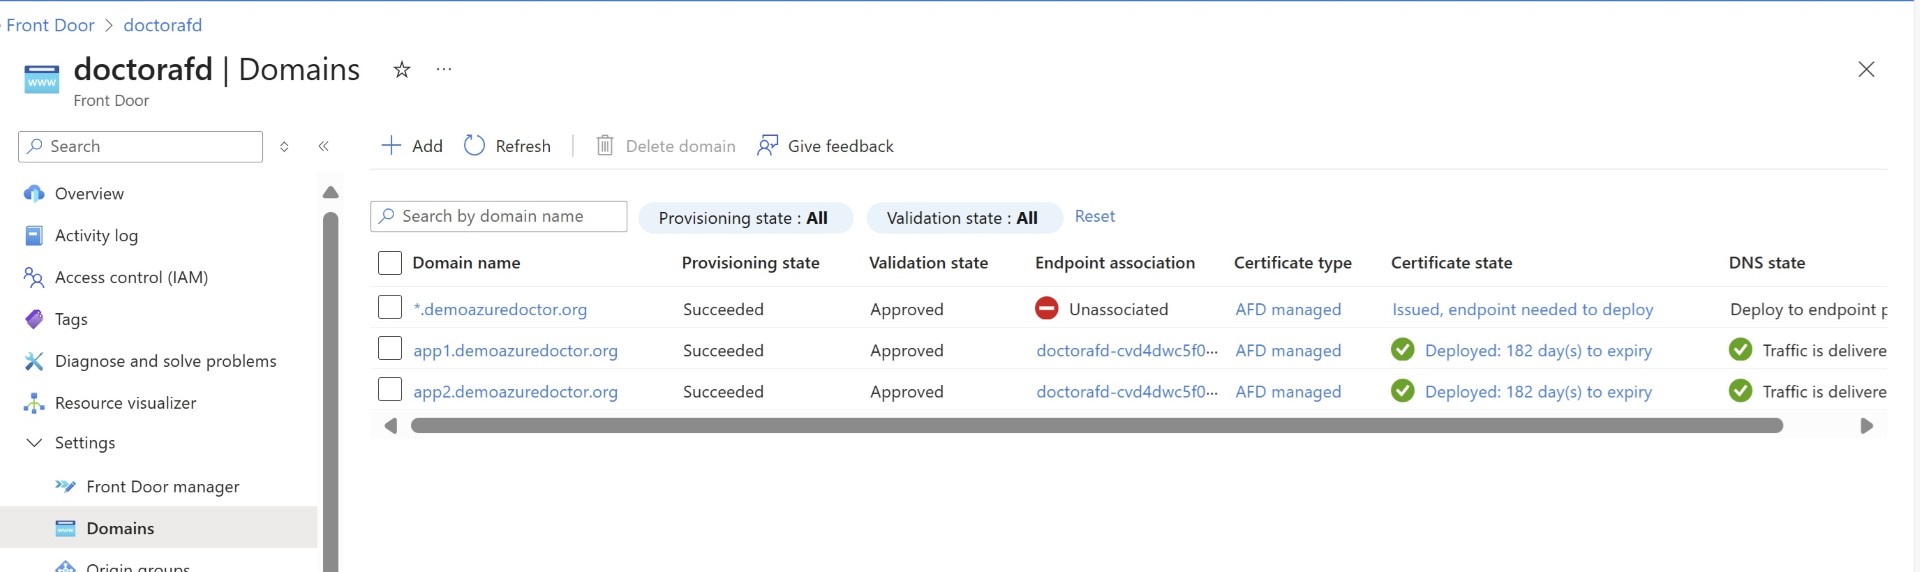 Front Door > doctorafd
www
doctorafd | Domains
Front Door
Search
Add Refresh Delete domain Give feedback
Overview
Activity log
Access control (IAM)
Tags
Diagnose and solve problems
Resource visualizer
Settings
Front Door manager
Domains
Origin groups
Search by domain name Provisioning state : All Validation state : All Reset
Domain name Provisioning state Validation state Endpoint association Certificate type Certificate state DNS state
*.demoazuredoctor.org Succeeded Approved Unassociated AFD managed Issued, endpoint needed to deploy Deploy to endpoint p
app1.demoazuredoctor.org Succeeded Approved doctorafd-cvd4dwc5f0... AFD managed Deployed: 182 day(s) to expiry Traffic is delivere
app2.demoazuredoctor.org Succeeded Approved doctorafd-cvd4dwc5f0... AFD managed Deployed: 182 day(s) to expiry Traffic is delivere